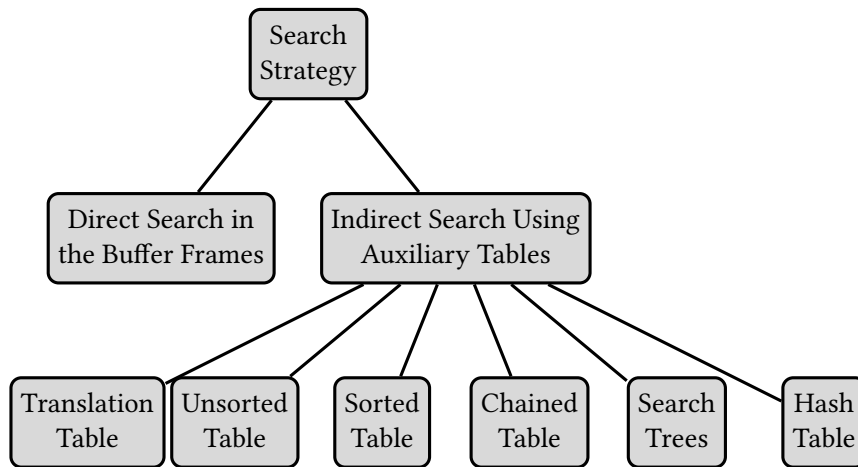 Search
Strategy
Direct Search in
the Buffer Frames
Indirect Search Using
Auxiliary Tables
Translation
Table
Unsorted
Table
Sorted
Table
Chained
Table
Search
Trees
Hash
Table